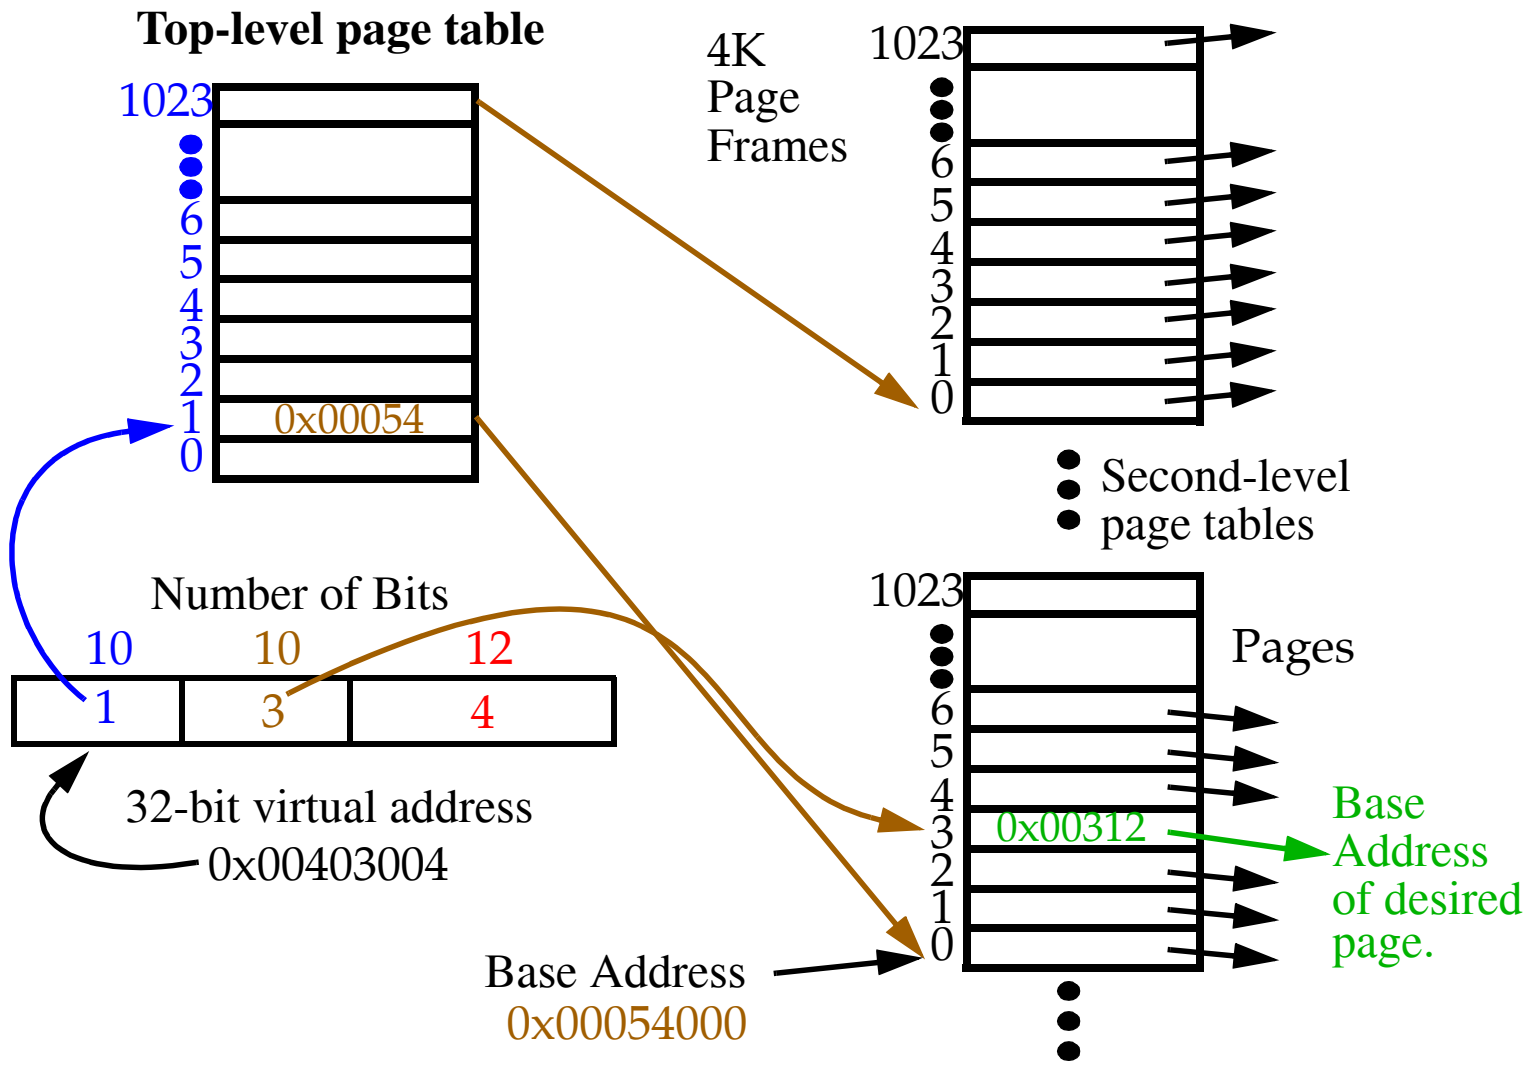 Top-level page table
1023
6
5
4
3
2
1
0
0x00054
4K
Page
Frames
1023
6
5
4
3
2
1
0
Second-level
page tables
Number of Bits
10 10 12
1 3 4
32-bit virtual address
0x00403004
Base Address
0x00054000
1023
6
5
4
3
2
1
0
0x00312
Pages
Base
Address
of desired
page.